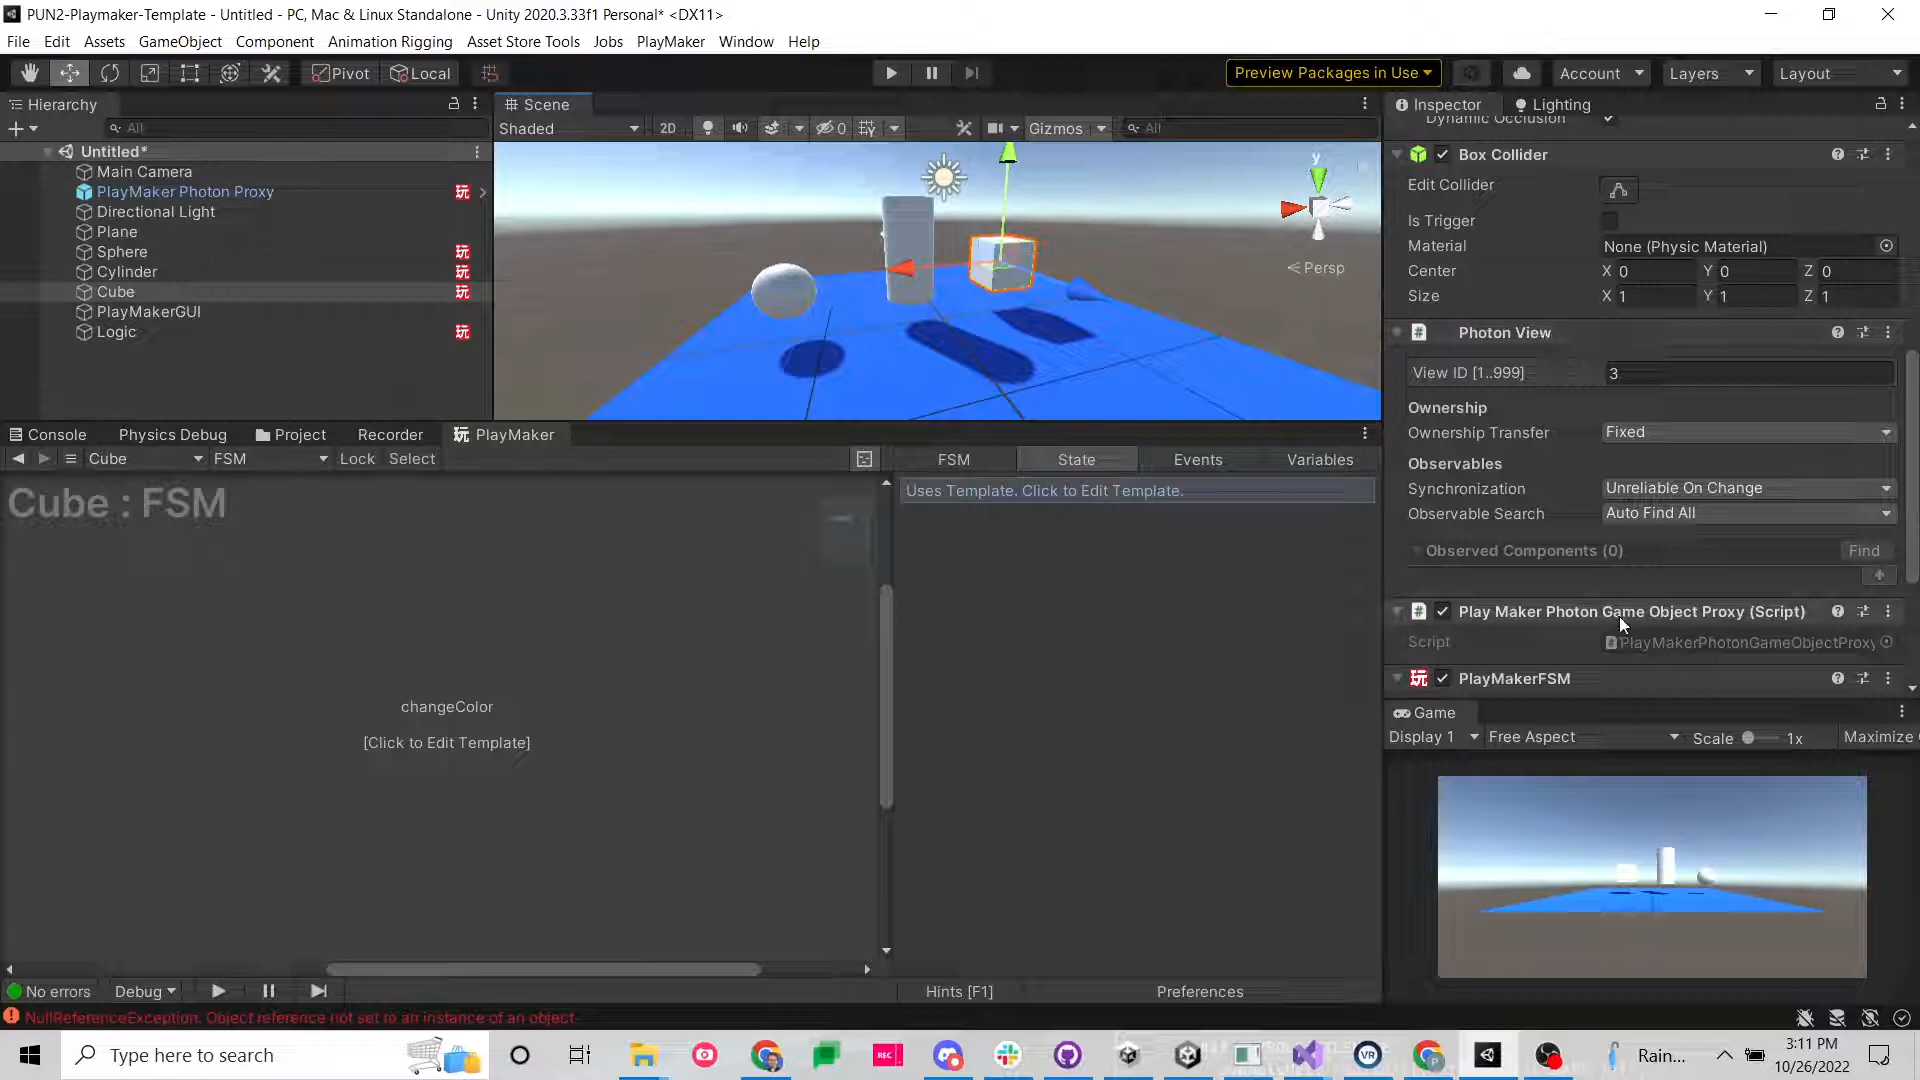 PUN2-Playmaker-Template - Untitled - PC, Mac & Linux Standalone - Unity 2020.3.33f1 Personal* <DX11>
File Edit Assets GameObject Component Animation Rigging Asset Store Tools Jobs PlayMaker Window Help
Pivot Local Preview Packages in Use Account Layers Layout
Hierarchy
All
Untitled*
Main Camera
PlayMaker Photon Proxy
Directional Light
Plane
Sphere
Cylinder
Cube
PlayMakerGUI
Logic
Scene
Shaded 2D 0 Gizmos All
y
Persp
Inspector Lighting
Dynamic Occlusion
Box Collider
Edit Collider
Is Trigger
Material None (Physic Material)
Center X 0 Y 0 Z 0
Size X 1 Y 1 Z 1
Photon View
View ID [1..999] 3
Ownership
Ownership Transfer Fixed
Observables
Synchronization Unreliable On Change
Observable Search Auto Find All
Observed Components (0) Find
Play Maker Photon Game Object Proxy (Script)
Script PlayMakerPhotonGameObjectProxy
玩 PlayMakerFSM
Game
Display 1 Free Aspect Scale 1x Maximize
Console Physics Debug Project Recorder 玩 PlayMaker
Cube FSM Lock Select
FSM State Events Variables
Uses Template. Click to Edit Template.
Cube : FSM
changeColor
[Click to Edit Template]
No errors Debug Hints [F1] Preferences
NullReferenceException: Object reference not set to an instance of an object
Type here to search
REC
VR
P
Rain...
3:11 PM
10/26/2022